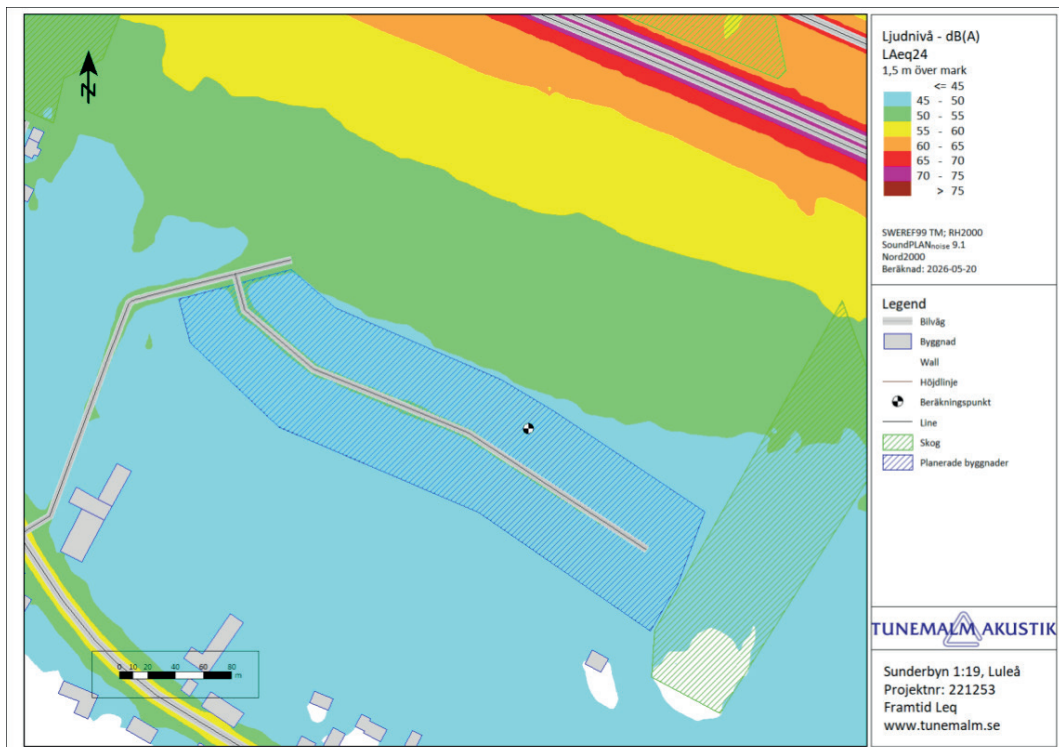 N
0 10 20 40 60 80
m
Ljudnivå - dB(A)
LAeq24
1,5 m över mark
<= 45
45 - 50
50 - 55
55 - 60
60 - 65
65 - 70
70 - 75
> 75
SWEREF99 TM; RH2000
SoundPLANnoise 9.1
Nord2000
Beräknad: 2026-05-20
Legend
Bilväg
Byggnad
Wall
Höjdlinje
Beräkningspunkt
Line
Skog
Planerade byggnader
TUNEMALM AKUSTIK
Sunderbyn 1:19, Luleå
Projektnr: 221253
Framtid Leq
www.tunemalm.se